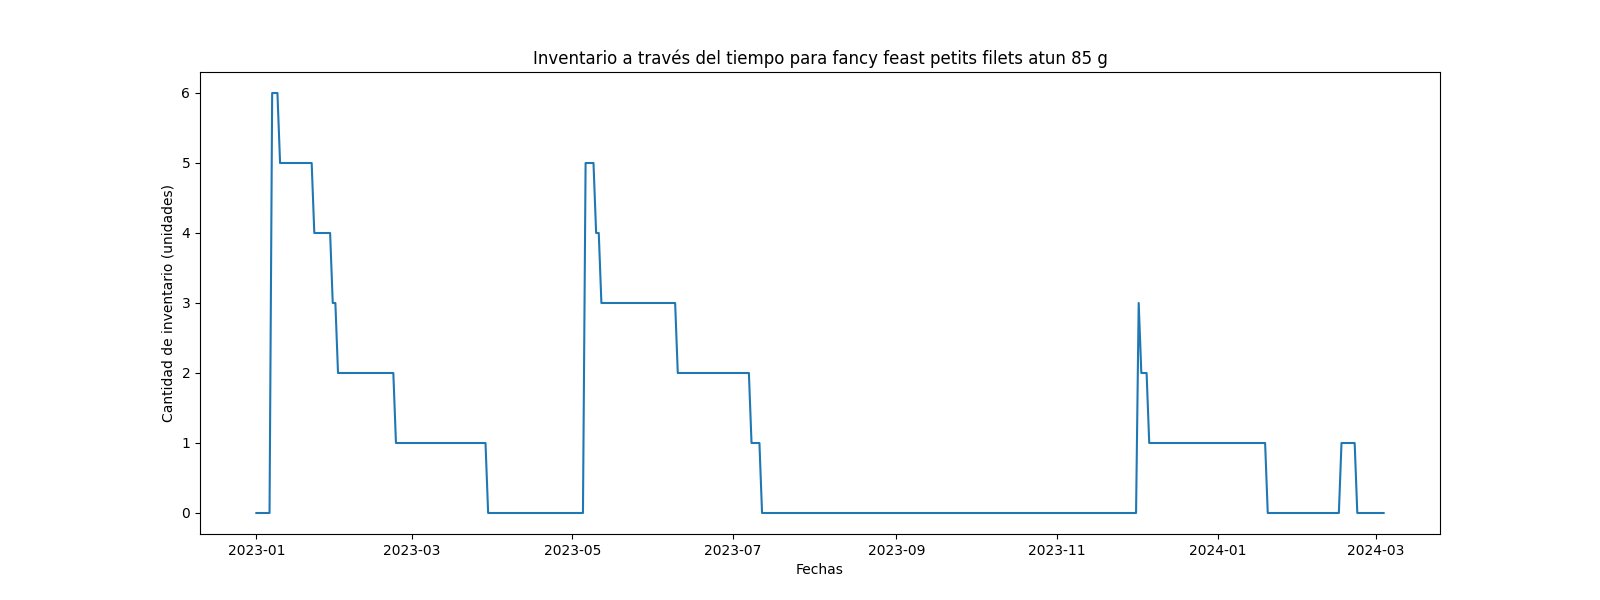 Inventario a través del tiempo para fancy feast petits filets atun 85 g
Cantidad de inventario (unidades)
6
5
4
3
2
1
0
2023-01 2023-03 2023-05 2023-07 2023-09 2023-11 2024-01 2024-03
Fechas